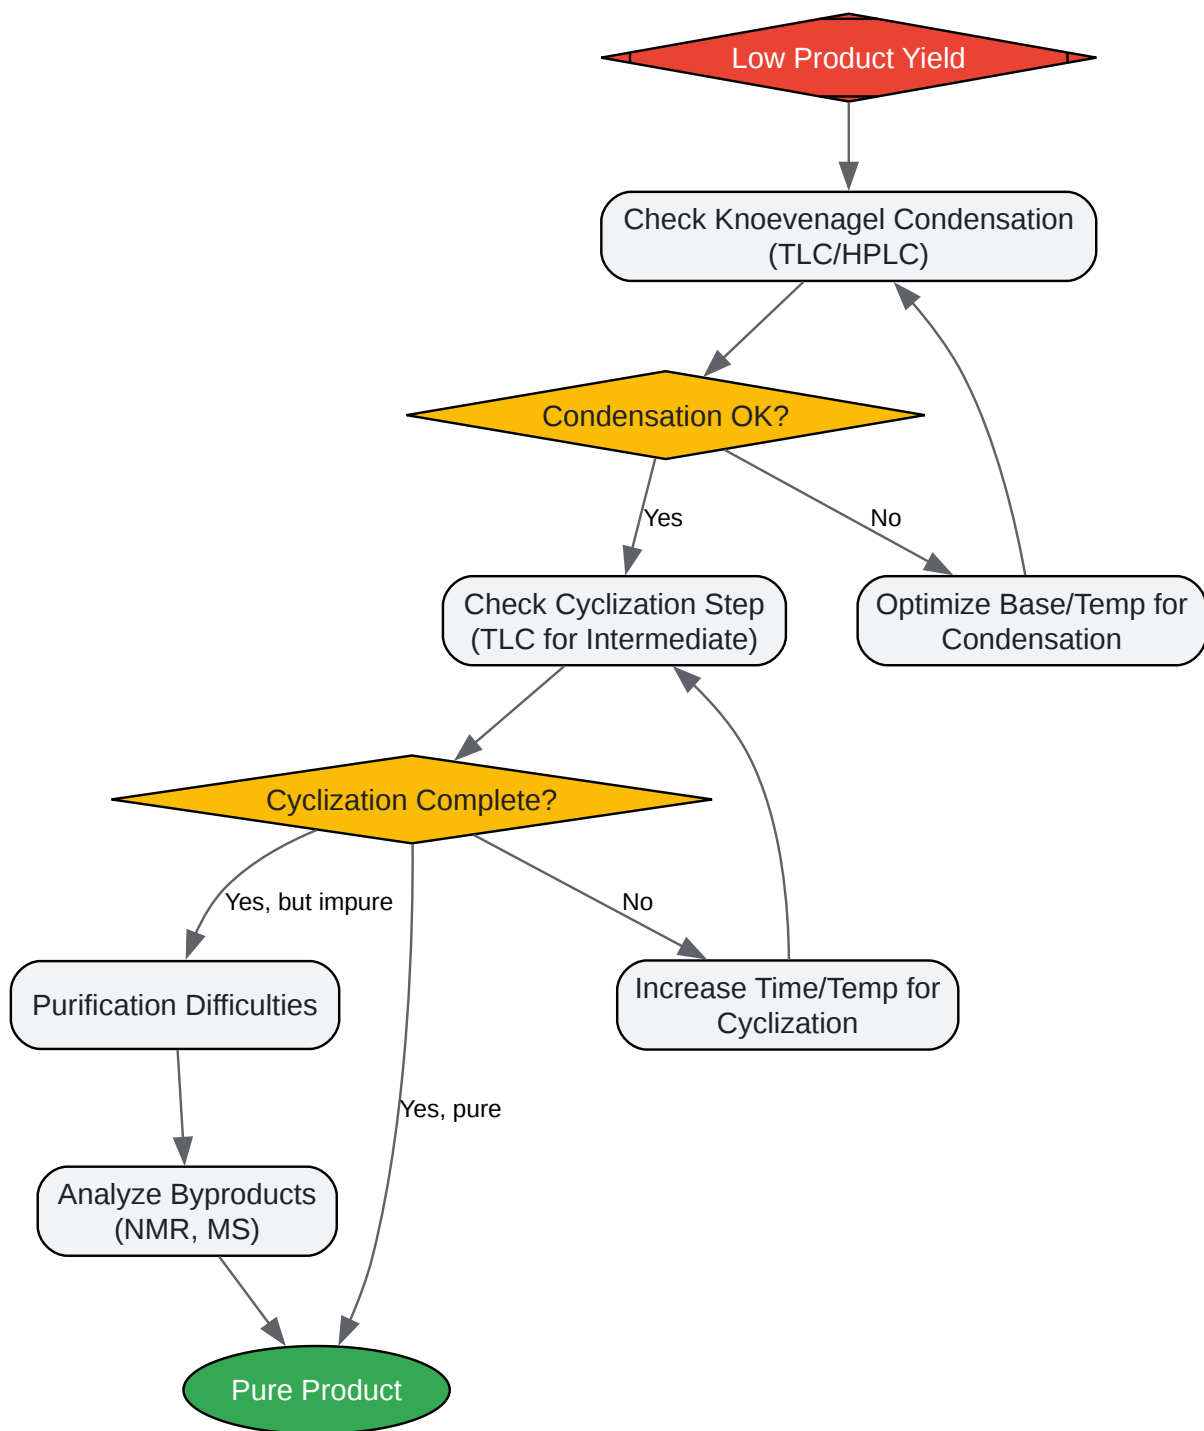 Low Product Yield
Check Knoevenagel Condensation
(TLC/HPLC)
Condensation OK?
Yes
No
Check Cyclization Step
(TLC for Intermediate)
Optimize Base/Temp for
Condensation
Cyclization Complete?
Yes, but impure
No
Purification Difficulties
Increase Time/Temp for
Cyclization
Yes, pure
Analyze Byproducts
(NMR, MS)
Pure Product